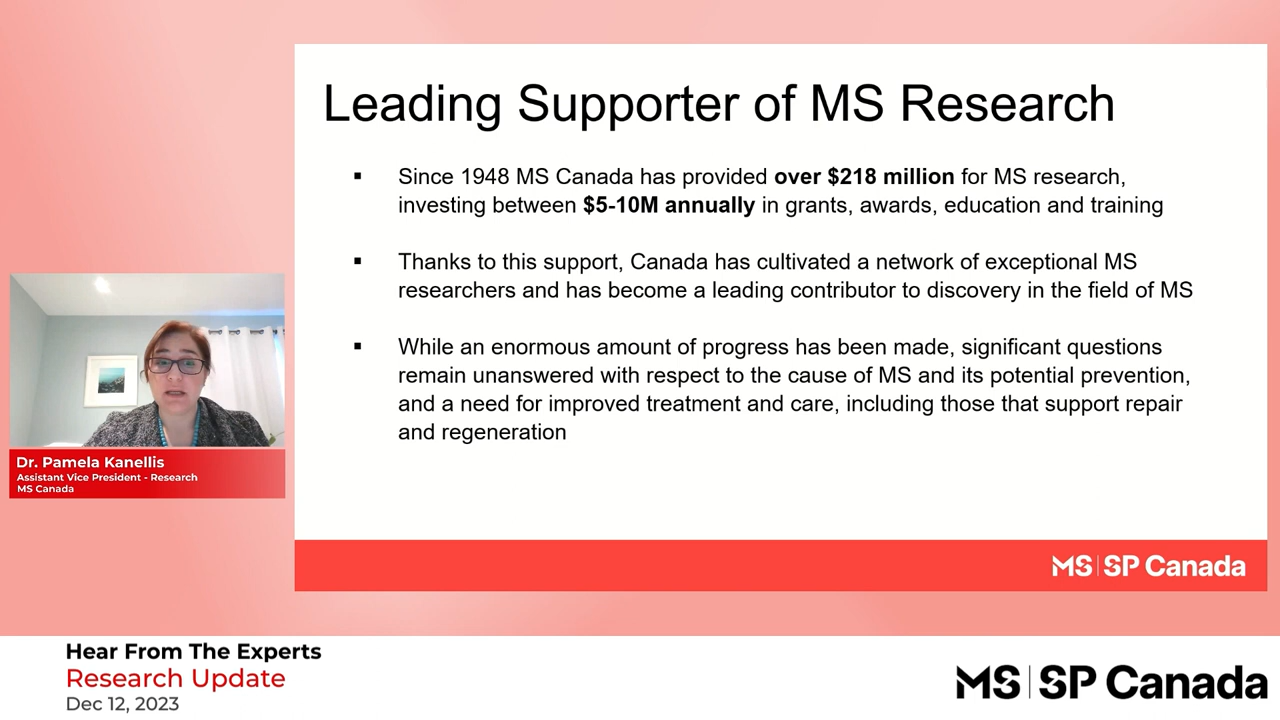 Leading Supporter of MS Research
▪ Since 1948 MS Canada has provided over $218 million for MS research,
investing between $5-10M annually in grants, awards, education and training
▪ Thanks to this support, Canada has cultivated a network of exceptional MS
researchers and has become a leading contributor to discovery in the field of MS
▪ While an enormous amount of progress has been made, significant questions
remain unanswered with respect to the cause of MS and its potential prevention,
and a need for improved treatment and care, including those that support repair
and regeneration
MS | SP Canada
Dr. Pamela Kanellis
Assistant Vice President - Research
MS Canada
Hear From The Experts
Research Update
Dec 12, 2023
MS | SP Canada